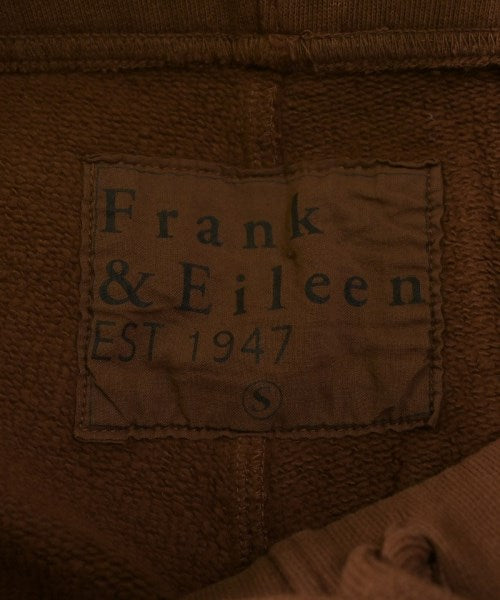 Frank
& Eileen
EST 1947
S